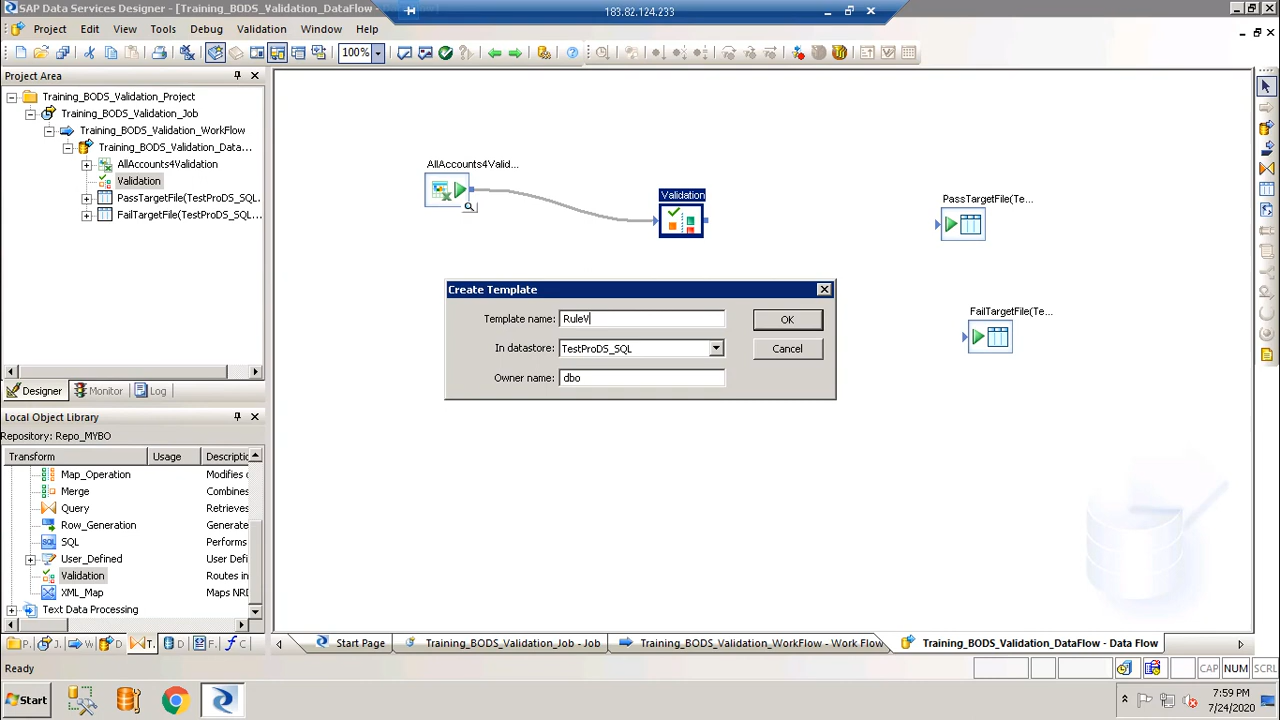 SAP Data Services Designer - [Training_BODS_Validation_DataFlow - Data Flow]
183.82.124.233
Project Edit View Tools Debug Validation Window Help
100%
Project Area
Training_BODS_Validation_Project
Training_BODS_Validation_Job
Training_BODS_Validation_WorkFlow
Training_BODS_Validation_Data...
AllAccounts4Validation
Validation
PassTargetFile(TestProDS_SQL...
FailTargetFile(TestProDS_SQL,...
Designer Monitor Log
Local Object Library
Repository: Repo_MYBO
Transform Usage Descriptio
Map_Operation Modifies c
Merge Combines
Query Retrieves
Row_Generation Generate
SQL Performs
User_Defined User Defi
Validation Routes in
XML_Map Maps NRD
Text Data Processing
P. J. W D T. D F. C
AllAccounts4Valid...
Validation
PassTargetFile(Te...
FailTargetFile(Te...
Create Template
Template name: RuleV
OK
In datastore: TestProDS_SQL
Cancel
Owner name: dbo
Start Page
Training_BODS_Validation_Job - Job
Training_BODS_Validation_WorkFlow - Work Flow
Training_BODS_Validation_DataFlow - Data Flow
Ready
CAP NUM SCRL
Start
7:59 PM
7/24/2020